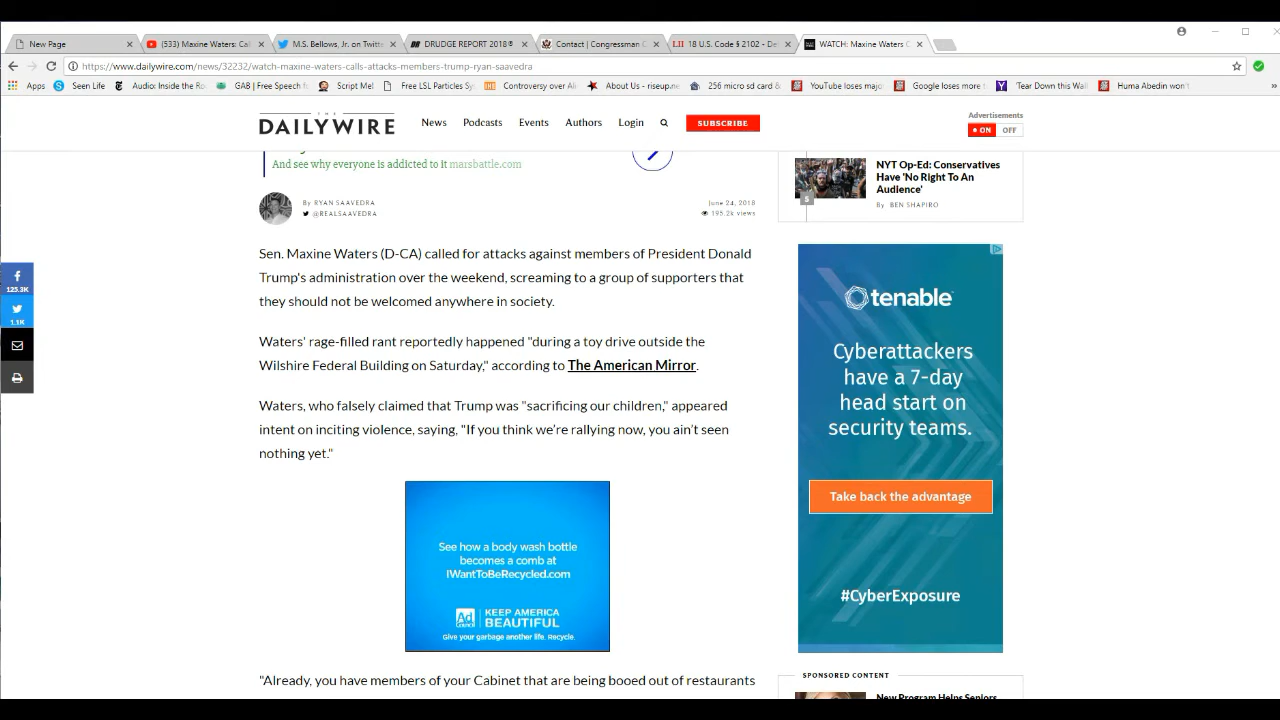 New Page
(533) Maxine Waters: Cal
M.S. Bellows, Jr. on Twitte
DRUDGE REPORT 2018®
Contact | Congressman C
LII 18 U.S. Code § 2102 - De
WATCH: Maxine Waters C
https://www.dailywire.com/news/32232/watch-maxine-waters-calls-attacks-members-trump-ryan-saavedra
Apps
Seen Life
Audio: Inside the Ro
GAB | Free Speech f
Script Mel
Free LSL Particles Sy
Controversy over Al
About Us - riseup.ne
256 micro sd card &
YouTube loses majo
Google loses more
'Tear Down this Wall
Huma Abedin won't
»
THE
DAILYWIRE
News
Podcasts
Events
Authors
Login
SUBSCRIBE
Advertisements
ON OFF
And see why everyone is addicted to it marsbattle.com
By RYAN SAAVEDRA
@REALSAAVEDRA
June 24, 2018
195.2k views
Sen. Maxine Waters (D-CA) called for attacks against members of President Donald
Trump's administration over the weekend, screaming to a group of supporters that
they should not be welcomed anywhere in society.
Waters' rage-filled rant reportedly happened "during a toy drive outside the
Wilshire Federal Building on Saturday," according to The American Mirror.
Waters, who falsely claimed that Trump was "sacrificing our children," appeared
intent on inciting violence, saying, "If you think we're rallying now, you ain't seen
nothing yet."
See how a body wash bottle
becomes a comb at
IWantToBeRecycled.com
Ad
COUNCIL
KEEP AMERICA
BEAUTIFUL
Give your garbage another life. Recycle.
"Already, you have members of your Cabinet that are being booed out of restaurants
123.3K
1.1K
5
NYT Op-Ed: Conservatives
Have 'No Right To An
Audience'
By BEN SHAPIRO
tenable
Cyberattackers
have a 7-day
head start on
security teams.
Take back the advantage
#CyberExposure
SPONSORED CONTENT
New Program Helps Seniors